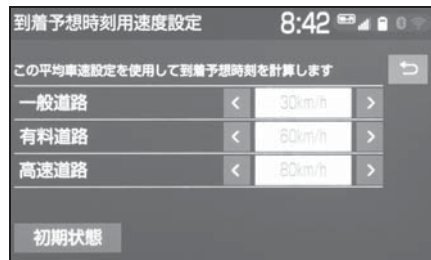 到着予想時刻用速度設定
8:42
この平均車速設定を使用して到着予想時刻を計算します
一般道路 < 30km/h >
有料道路 < 60km/h >
高速道路 < 80km/h >
初期状態